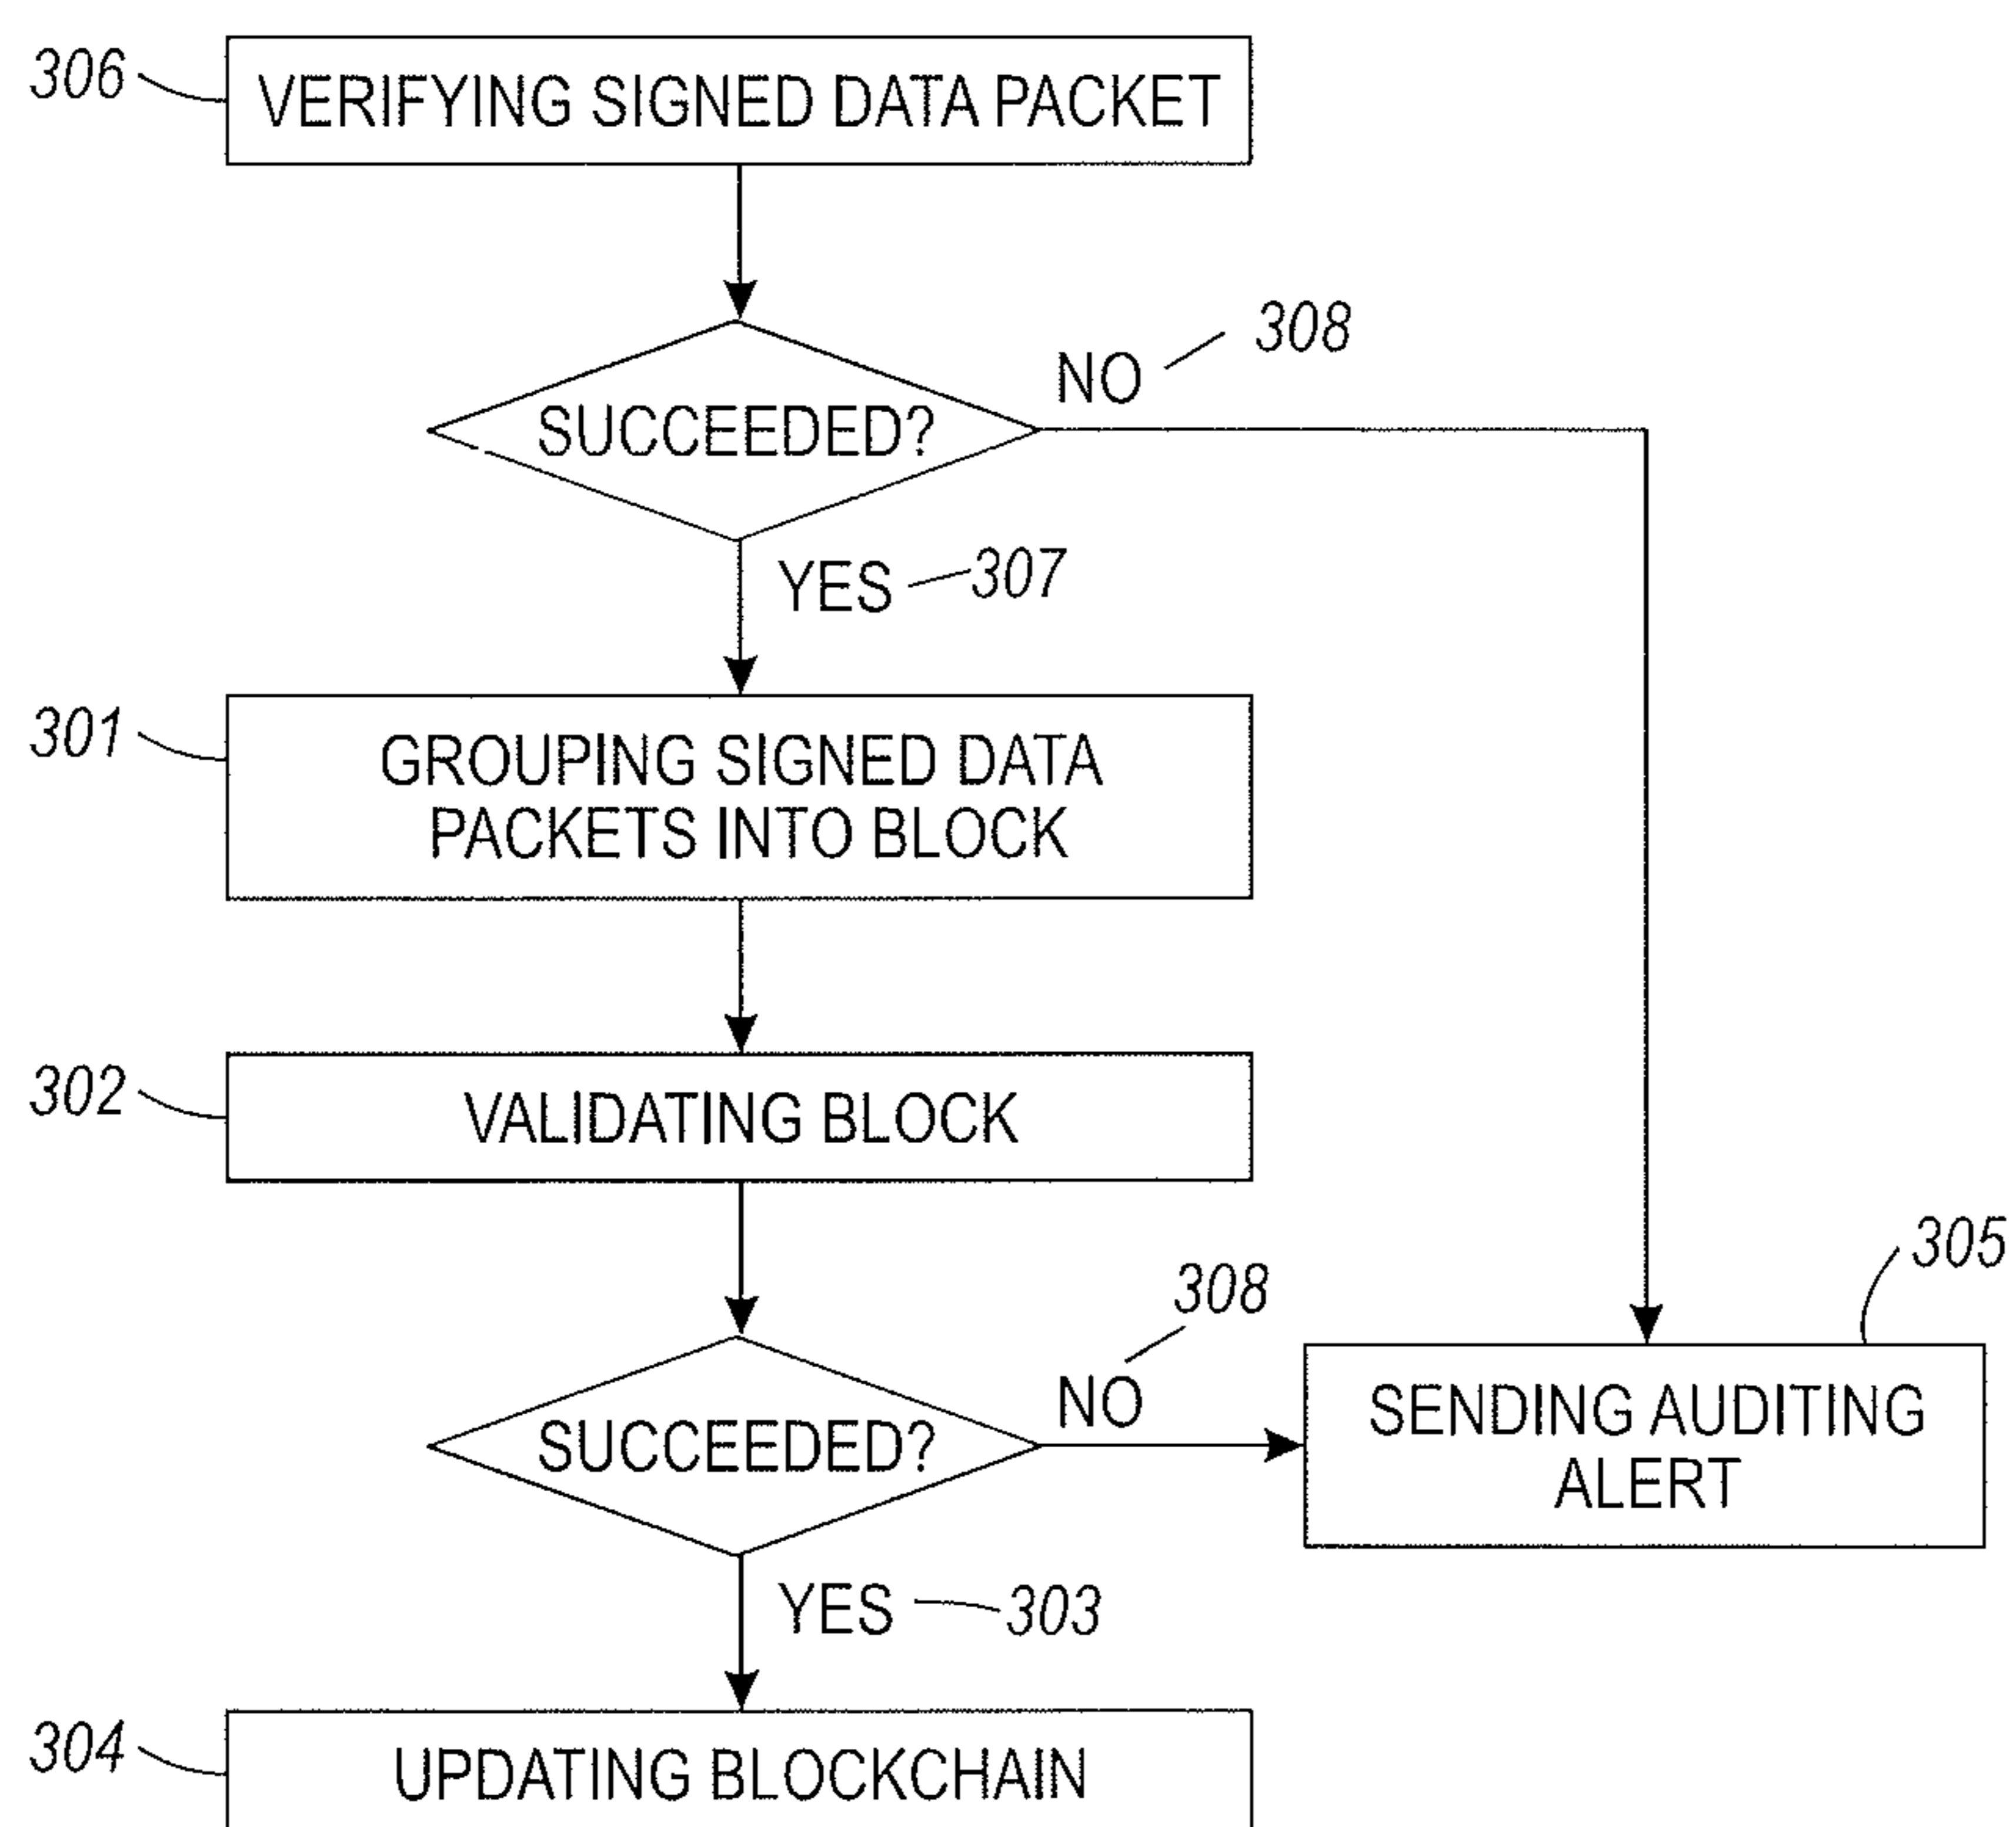 306
VERIFYING SIGNED DATA PACKET
308
NO
SUCCEEDED?
YES
307
301
GROUPING SIGNED DATA
PACKETS INTO BLOCK
302
VALIDATING BLOCK
305
308
NO
SUCCEEDED?
SENDING AUDITING
ALERT
YES
303
304
UPDATING BLOCKCHAIN